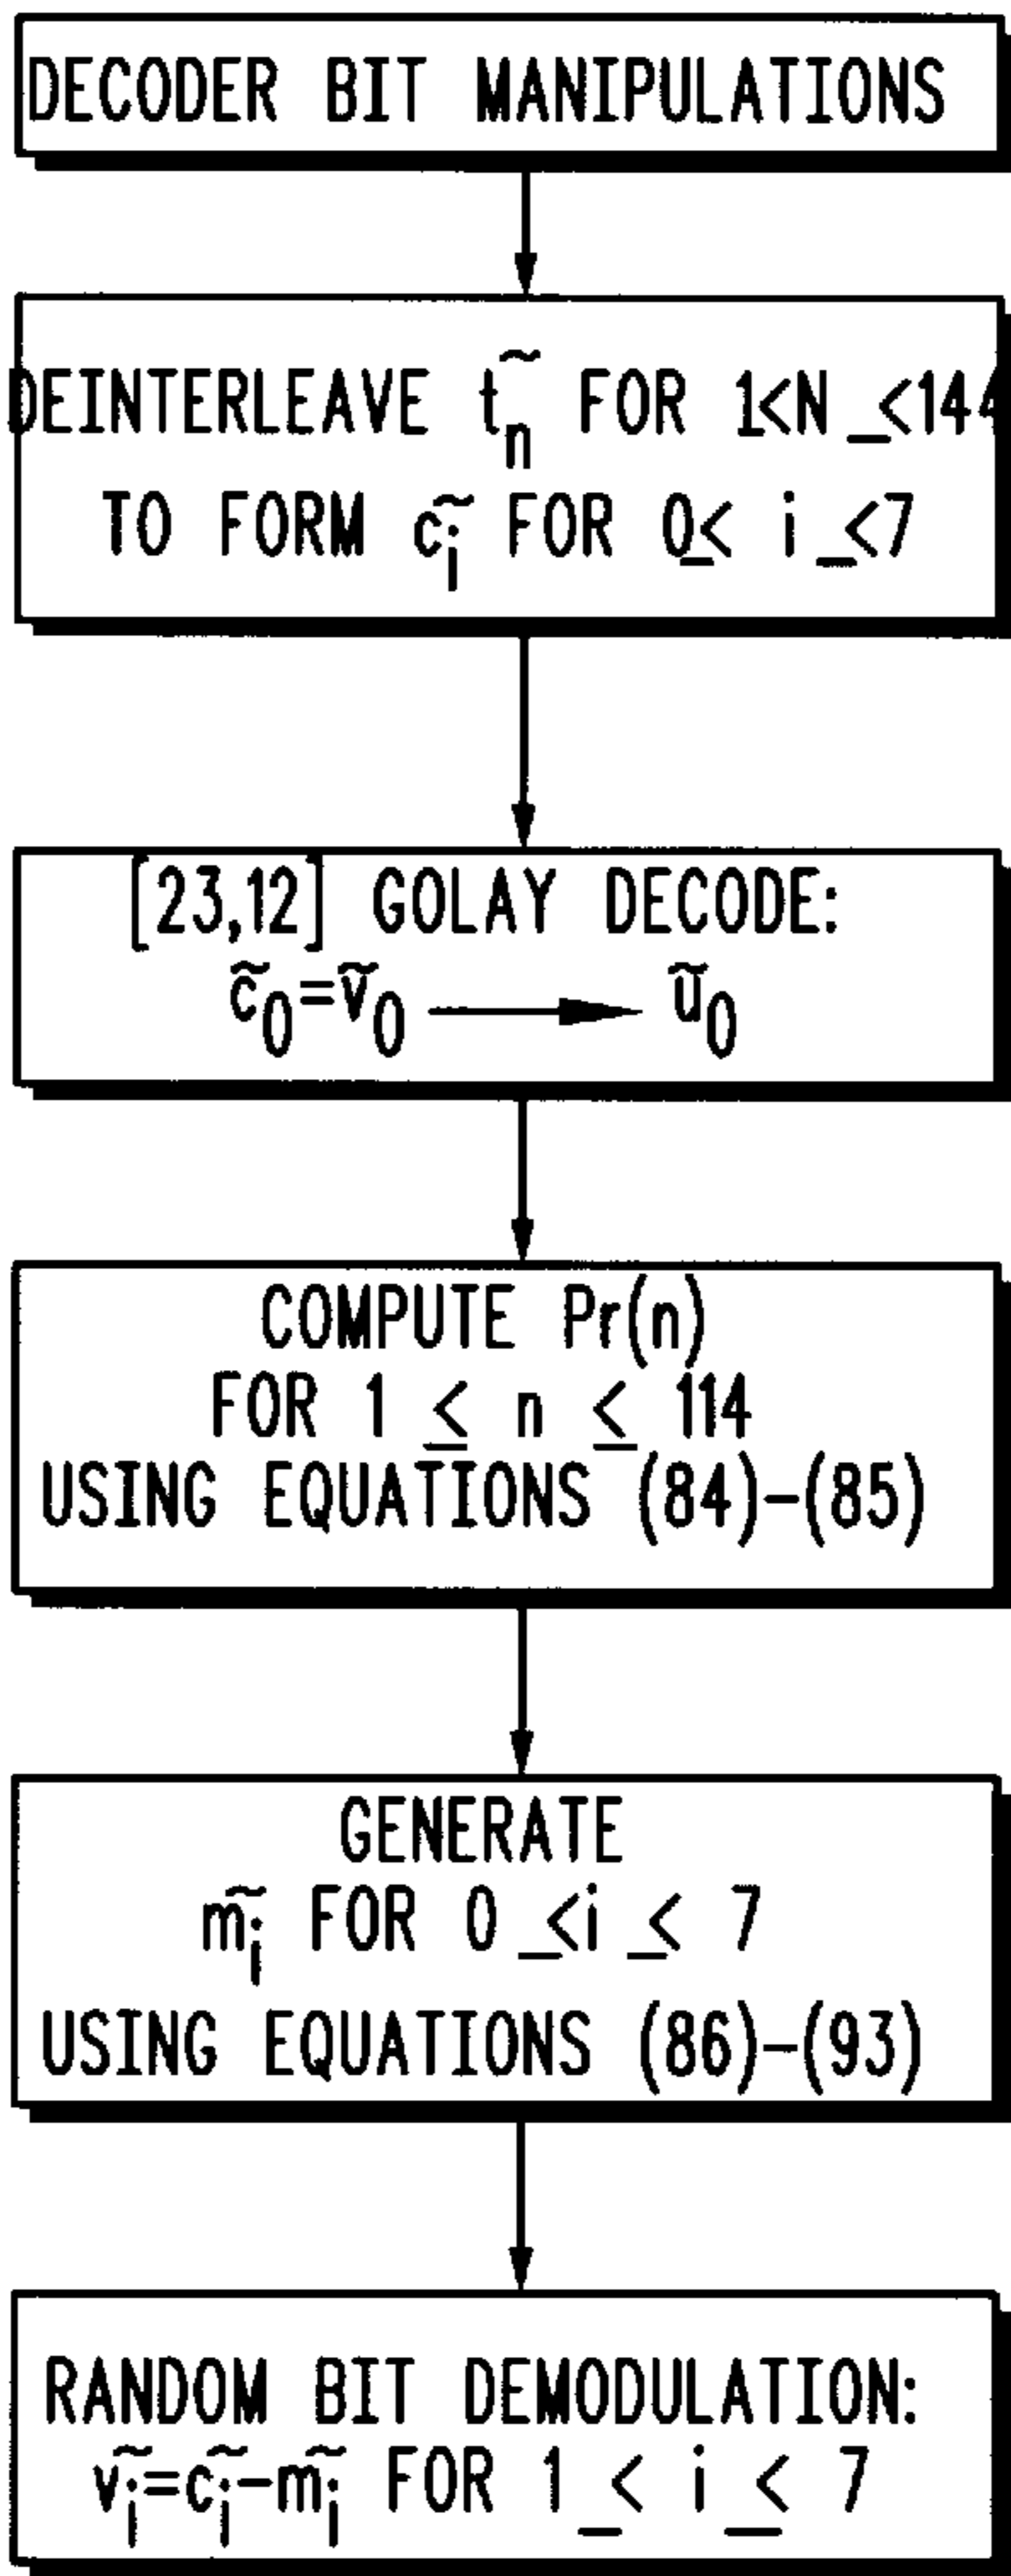 DECODER BIT MANIPULATIONS
DEINTERLEAVE t̃n FOR 1≤N ≤144
TO FORM c̃i FOR 0≤ i ≤7
[23,12] GOLAY DECODE:
c̃0=ṽ0 → ũ0
COMPUTE Pr(n)
FOR 1 ≤ n ≤ 114
USING EQUATIONS (84)-(85)
GENERATE
m̃i FOR 0 ≤i ≤ 7
USING EQUATIONS (86)-(93)
RANDOM BIT DEMODULATION:
ṽi=c̃i-m̃i FOR 1 ≤ i ≤ 7